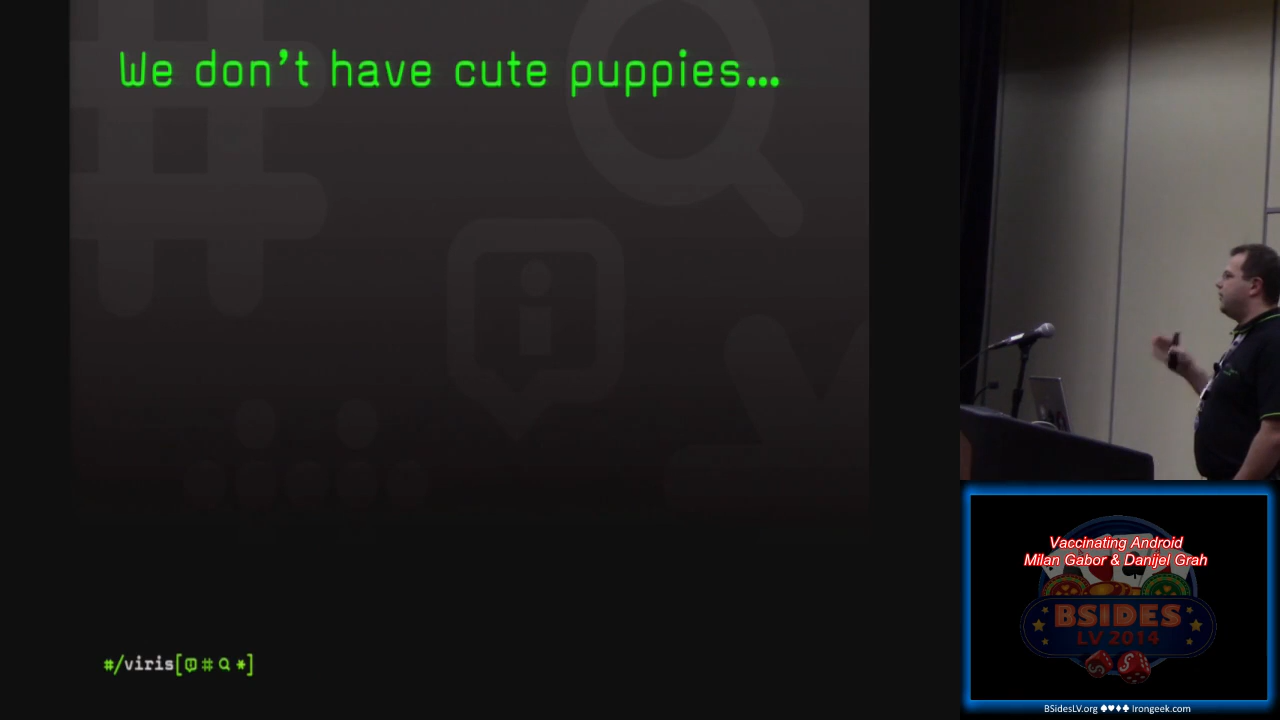 We don't have cute puppies...
#/viris[# *]
Vaccinating Android
Milan Gabor & Danijel Grah
BSIDES
LV 2014
BSidesLV.org ♠♥♦♣ Irongeek.com